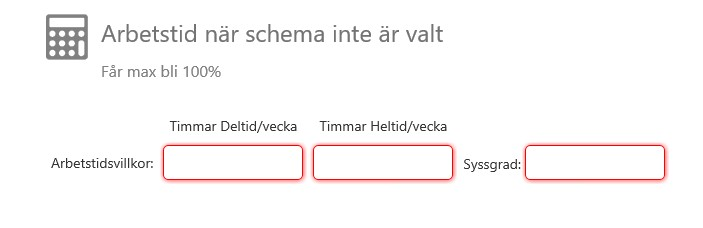 Arbetstid när schema inte är valt
Får max bli 100%
Timmar Deltid/vecka Timmar Heltid/vecka
Arbetstidsvillkor: Syssgrad: